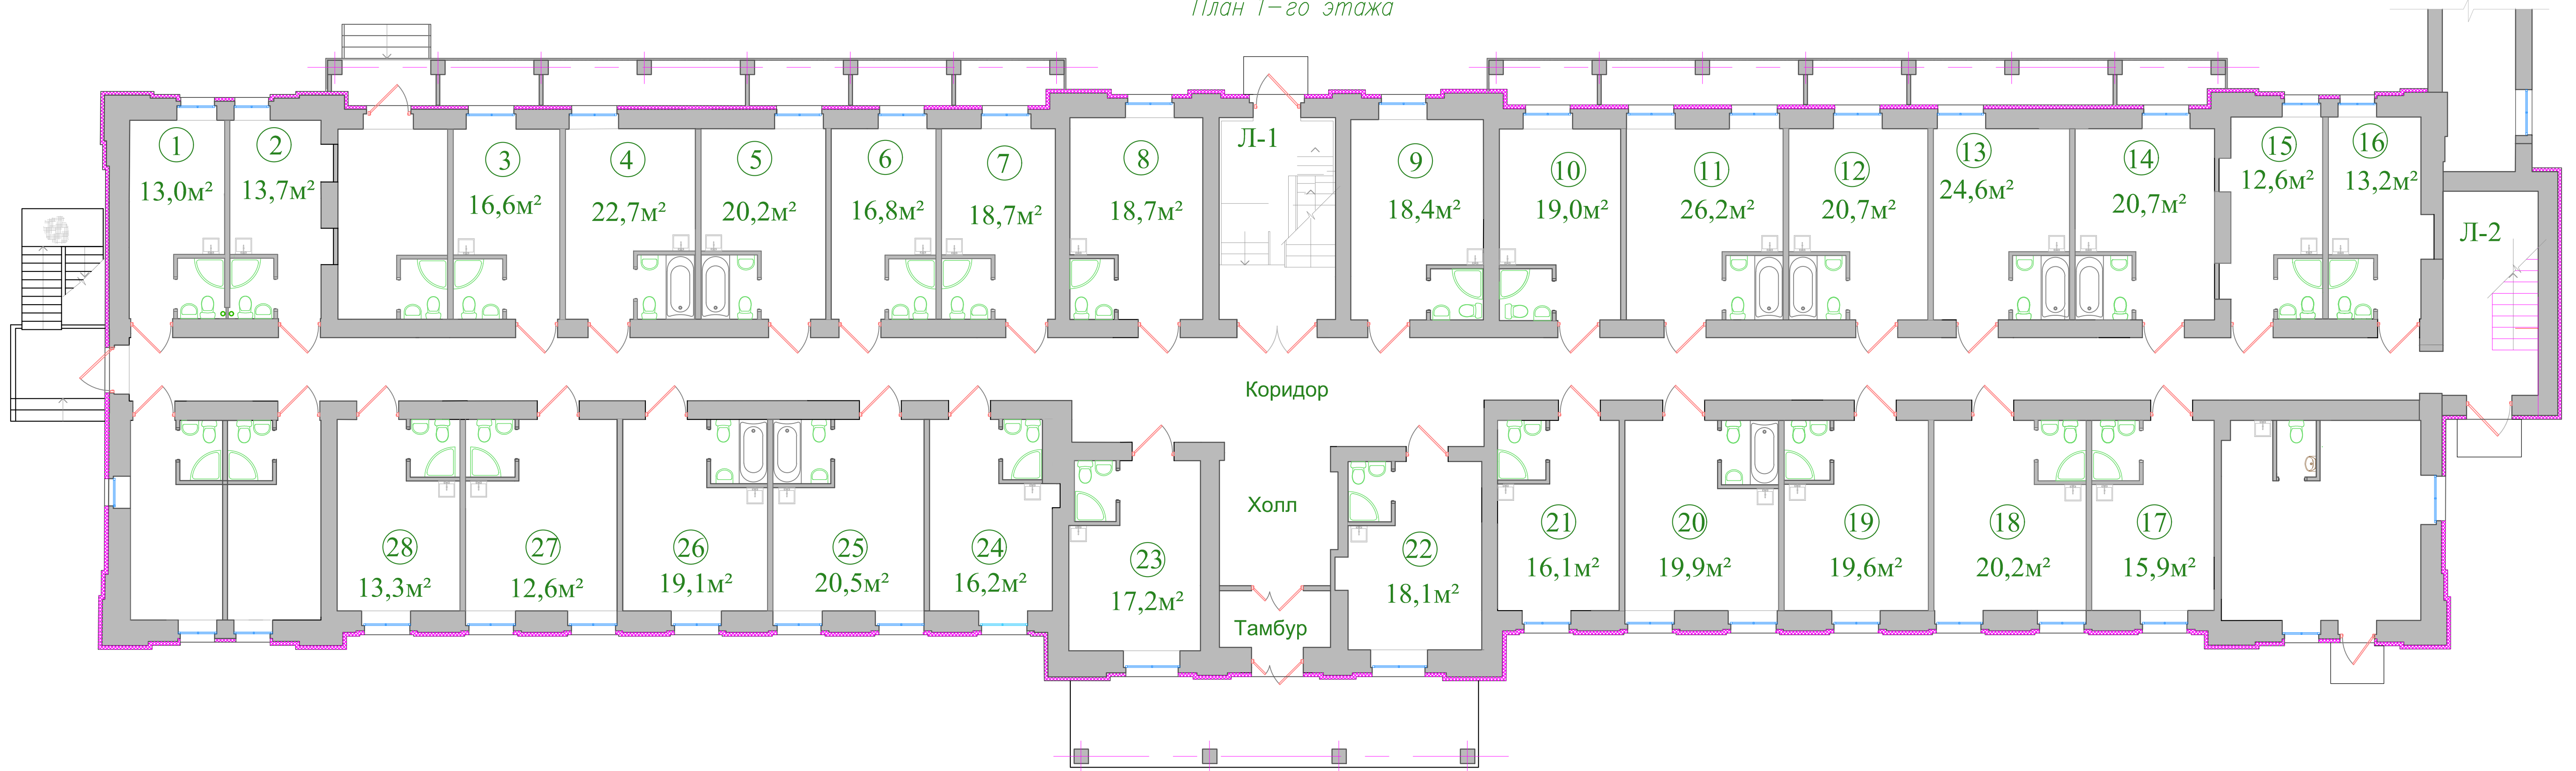 План 1-го этажа
1
13,0м²
2
13,7м²
3
16,6м²
4
22,7м²
5
20,2м²
6
16,8м²
7
18,7м²
8
18,7м²
Л-1
9
18,4м²
10
19,0м²
11
26,2м²
12
20,7м²
13
24,6м²
14
20,7м²
15
12,6м²
16
13,2м²
Л-2
Коридор
28
13,3м²
27
12,6м²
26
19,1м²
25
20,5м²
24
16,2м²
23
17,2м²
Холл
Тамбур
22
18,1м²
21
16,1м²
20
19,9м²
19
19,6м²
18
20,2м²
17
15,9м²